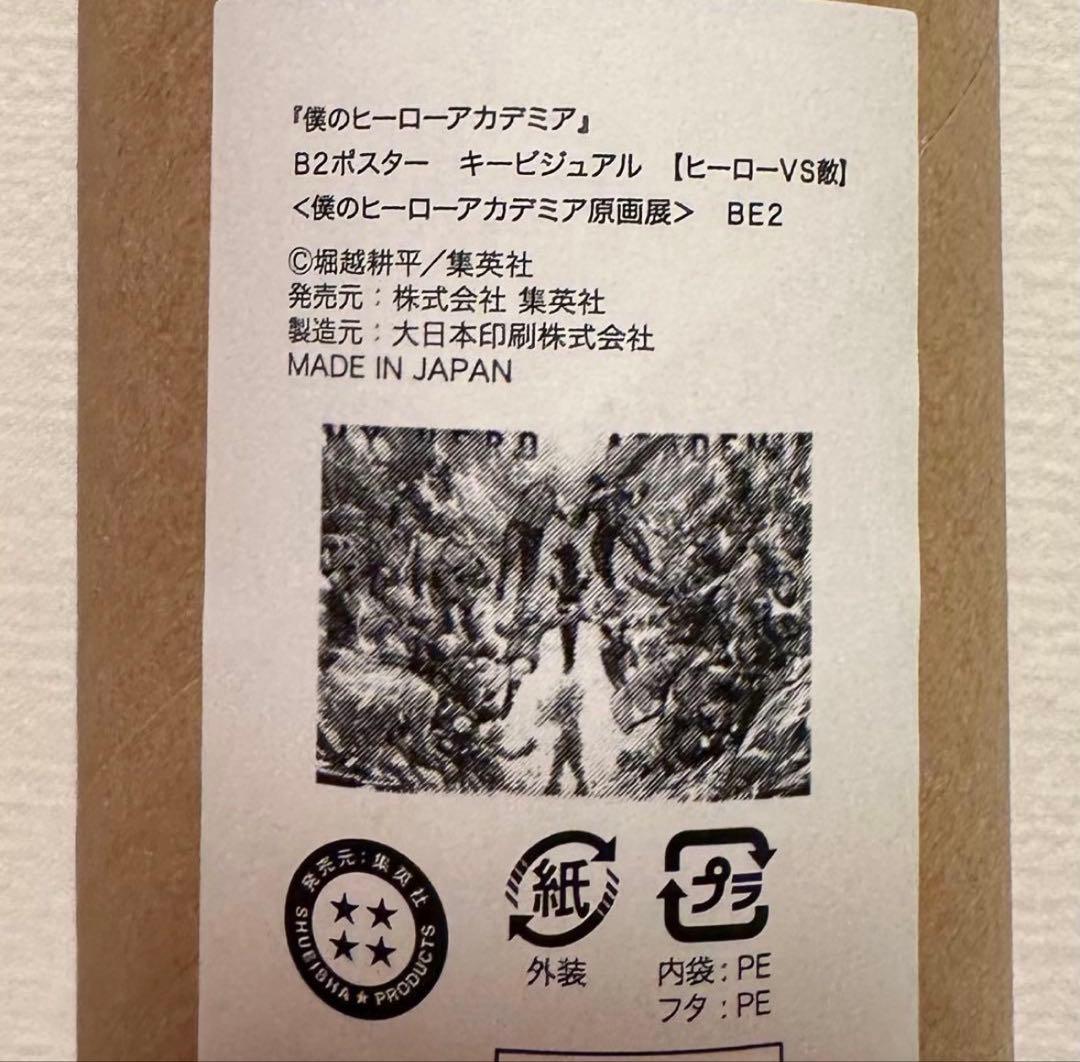 『僕のヒーローアカデミア』
B2ポスター　キービジュアル　【ヒーローVS敵】
＜僕のヒーローアカデミア原画展＞　BE2
©堀越耕平／集英社
発売元：株式会社 集英社
製造元：大日本印刷株式会社
MADE IN JAPAN
MY HERO ACADEMIA
発売元：集英社
SHUEISHA ★ PRODUCTS
紙
外装
プラ
内袋：PE
フタ：PE